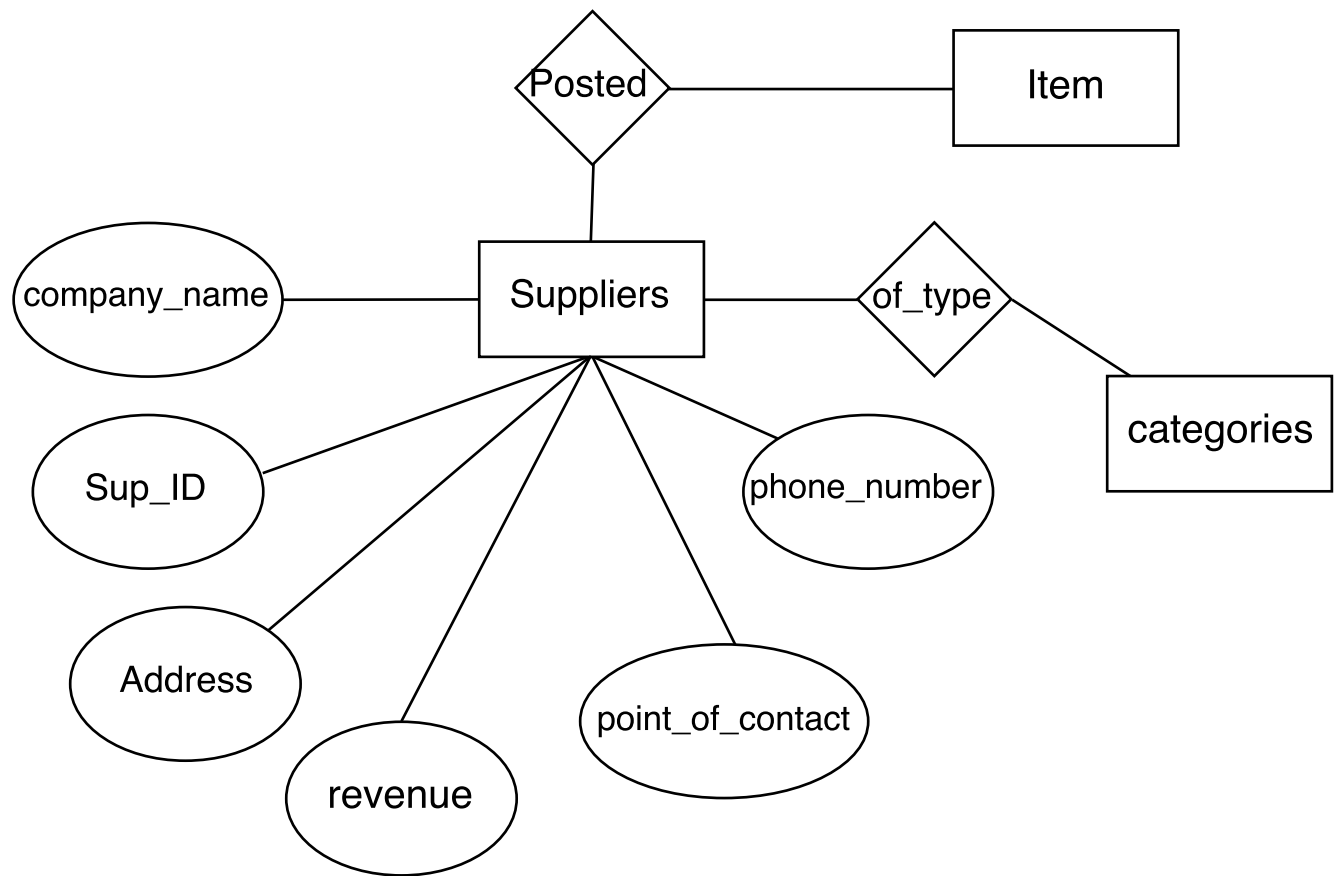 Posted
Item
company_name
Suppliers
of_type
categories
Sup_ID
phone_number
Address
point_of_contact
revenue